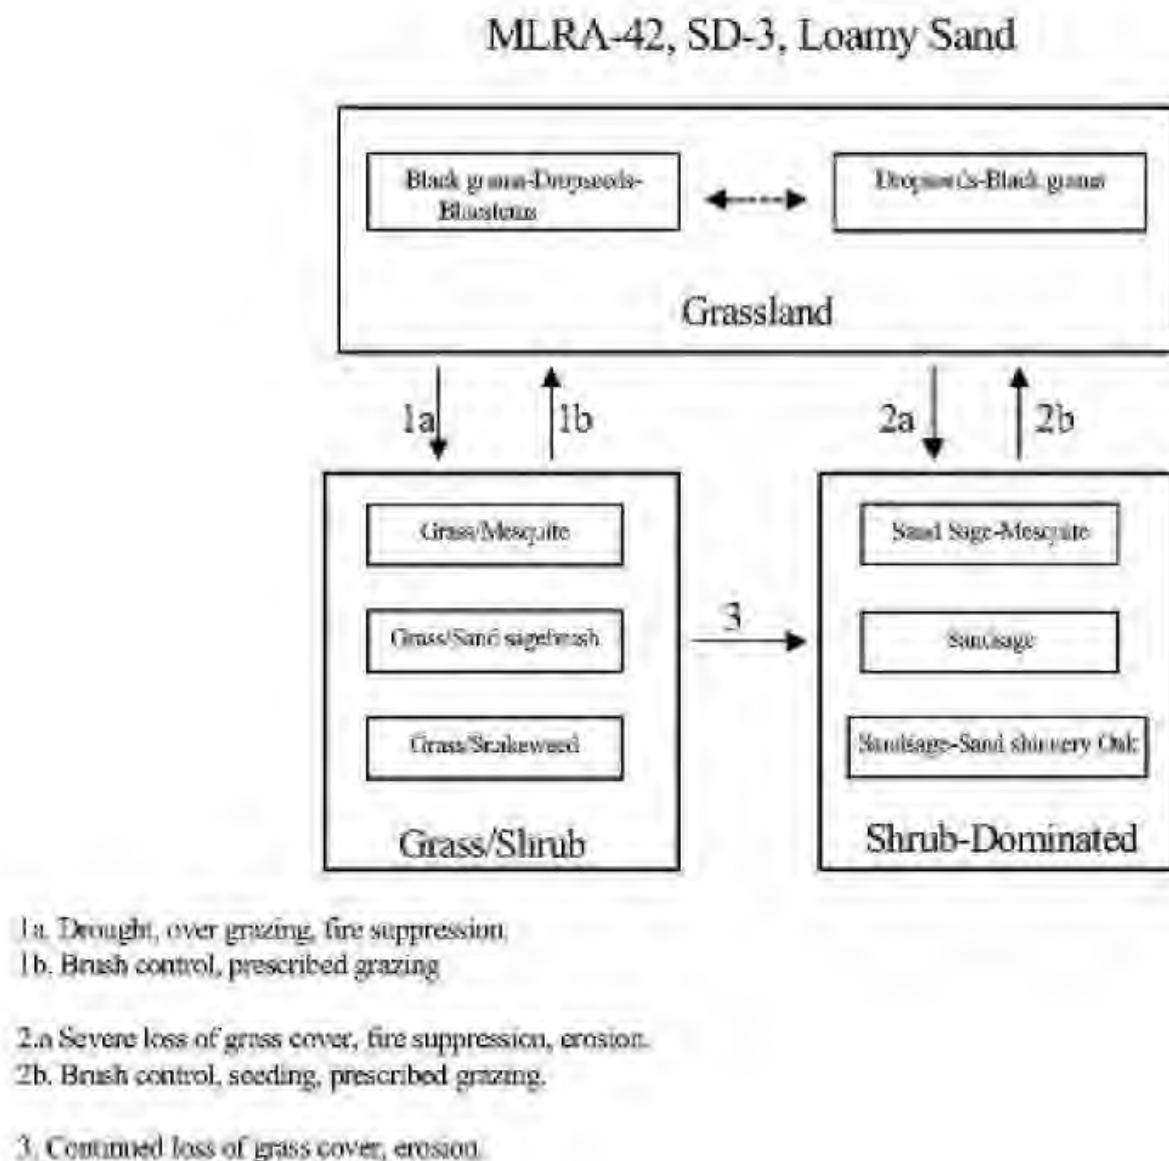 MLRA-42, SD-3, Loamy Sand
Black grama-Dropseeds-
Bluestems
Dropseeds-Black grama
Grassland
1a
1b
2a
2b
Grass/Mesquite
Grass/Sand sagebrush
Grass/Snakeweed
Grass/Shrub
3
Sand Sage-Mesquite
Sandsage
Sandsage-Sand shinnery Oak
Shrub-Dominated
1a. Drought, over grazing, fire suppression.
1b. Brush control, prescribed grazing
2.a Severe loss of grass cover, fire suppression, erosion.
2b. Brush control, seeding, prescribed grazing.
3. Continued loss of grass cover, erosion.